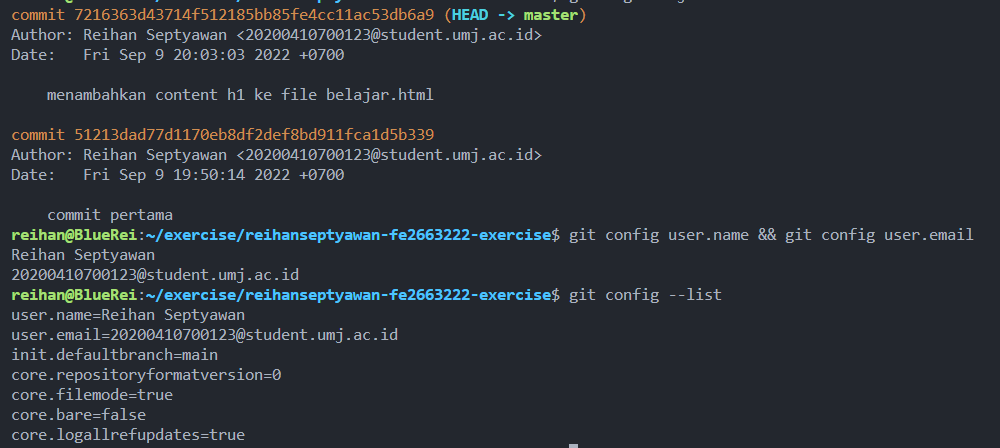 commit 7216363d43714f512185bb85fe4cc11ac53db6a9 (HEAD -> master)
Author: Reihan Septyawan <20200410700123@student.umj.ac.id>
Date:   Fri Sep 9 20:03:03 2022 +0700

    menambahkan content h1 ke file belajar.html

commit 51213dad77d1170eb8df2def8bd911fca1d5b339
Author: Reihan Septyawan <20200410700123@student.umj.ac.id>
Date:   Fri Sep 9 19:50:14 2022 +0700

    commit pertama
reihan@BlueRei:~/exercise/reihanseptyawan-fe2663222-exercise$ git config user.name && git config user.email
Reihan Septyawan
20200410700123@student.umj.ac.id
reihan@BlueRei:~/exercise/reihanseptyawan-fe2663222-exercise$ git config --list
user.name=Reihan Septyawan
user.email=20200410700123@student.umj.ac.id
init.defaultbranch=main
core.repositoryformatversion=0
core.filemode=true
core.bare=false
core.logallrefupdates=true